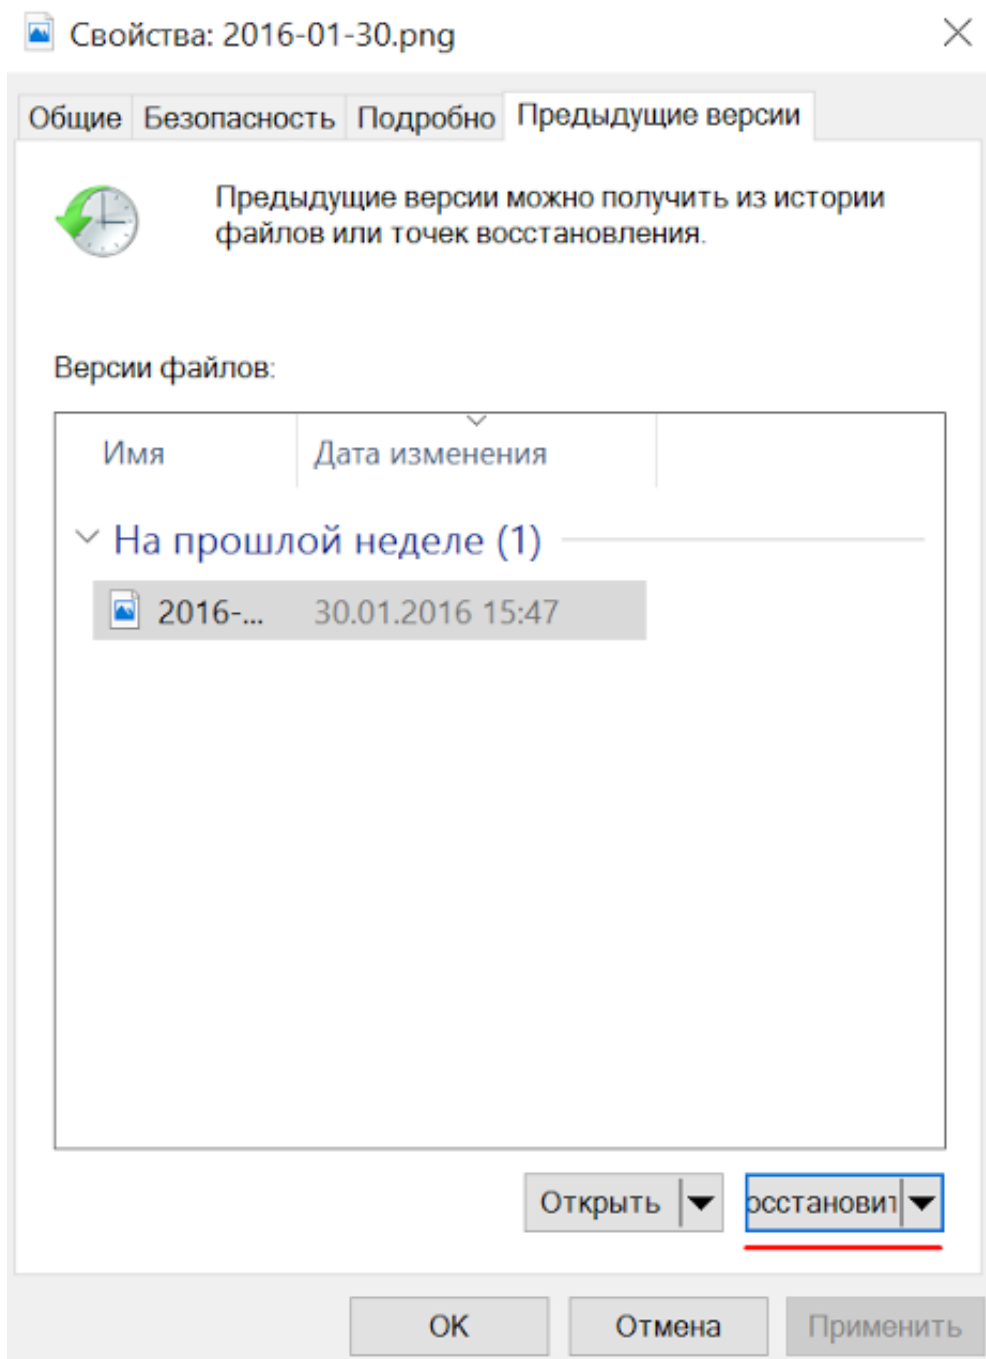 Свойства: 2016-01-30.png
Общие Безопасность Подробно Предыдущие версии
Предыдущие версии можно получить из истории
файлов или точек восстановления.
Версии файлов:
Имя Дата изменения
На прошлой неделе (1)
2016-... 30.01.2016 15:47
Открыть осстановит
ОК Отмена Применить